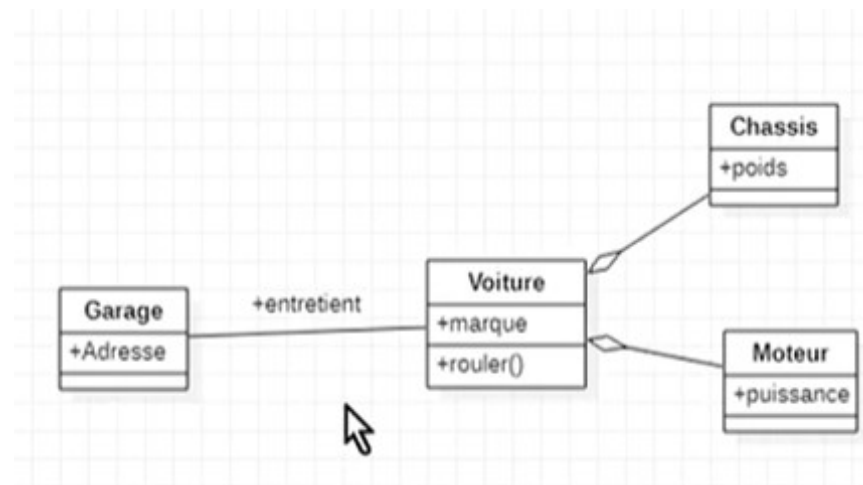 Garage
+Adresse
+entretient
Voiture
+marque
+rouler()
Chassis
+poids
Moteur
+puissance